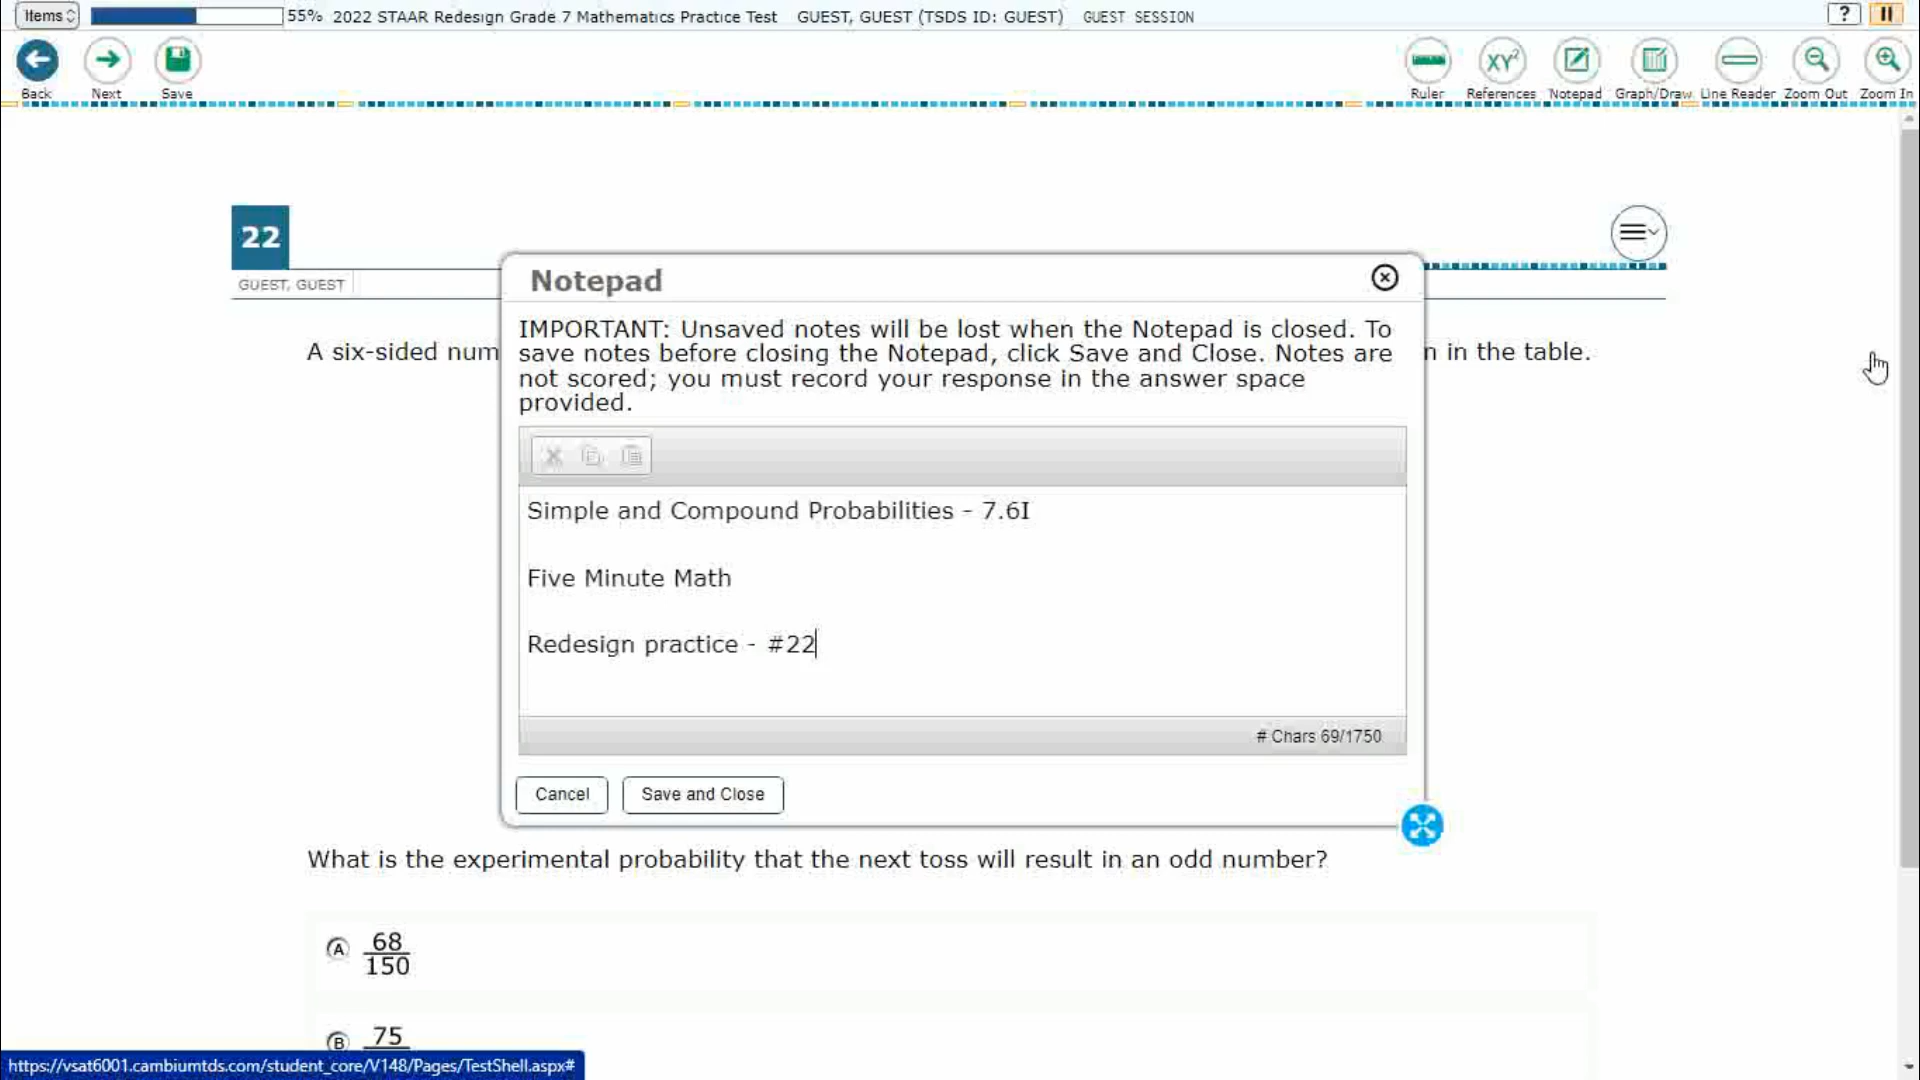 Items
55%
2022 STAAR Redesign Grade 7 Mathematics Practice Test
GUEST, GUEST (TSDS ID: GUEST)
GUEST SESSION
?
Back
Next
Save
Ruler
XY²
References
Notepad
Graph/Draw
Line Reader
Zoom Out
Zoom In
22
GUEST, GUEST
A six-sided num
n in the table.
Notepad
IMPORTANT: Unsaved notes will be lost when the Notepad is closed. To
save notes before closing the Notepad, click Save and Close. Notes are
not scored; you must record your response in the answer space
provided.
Simple and Compound Probabilities - 7.6I
Five Minute Math
Redesign practice - #22
# Chars 69/1750
Cancel
Save and Close
What is the experimental probability that the next toss will result in an odd number?
A
68
150
B
75
https://vsat6001.cambiumtds.com/student_core/V148/Pages/TestShell.aspx#